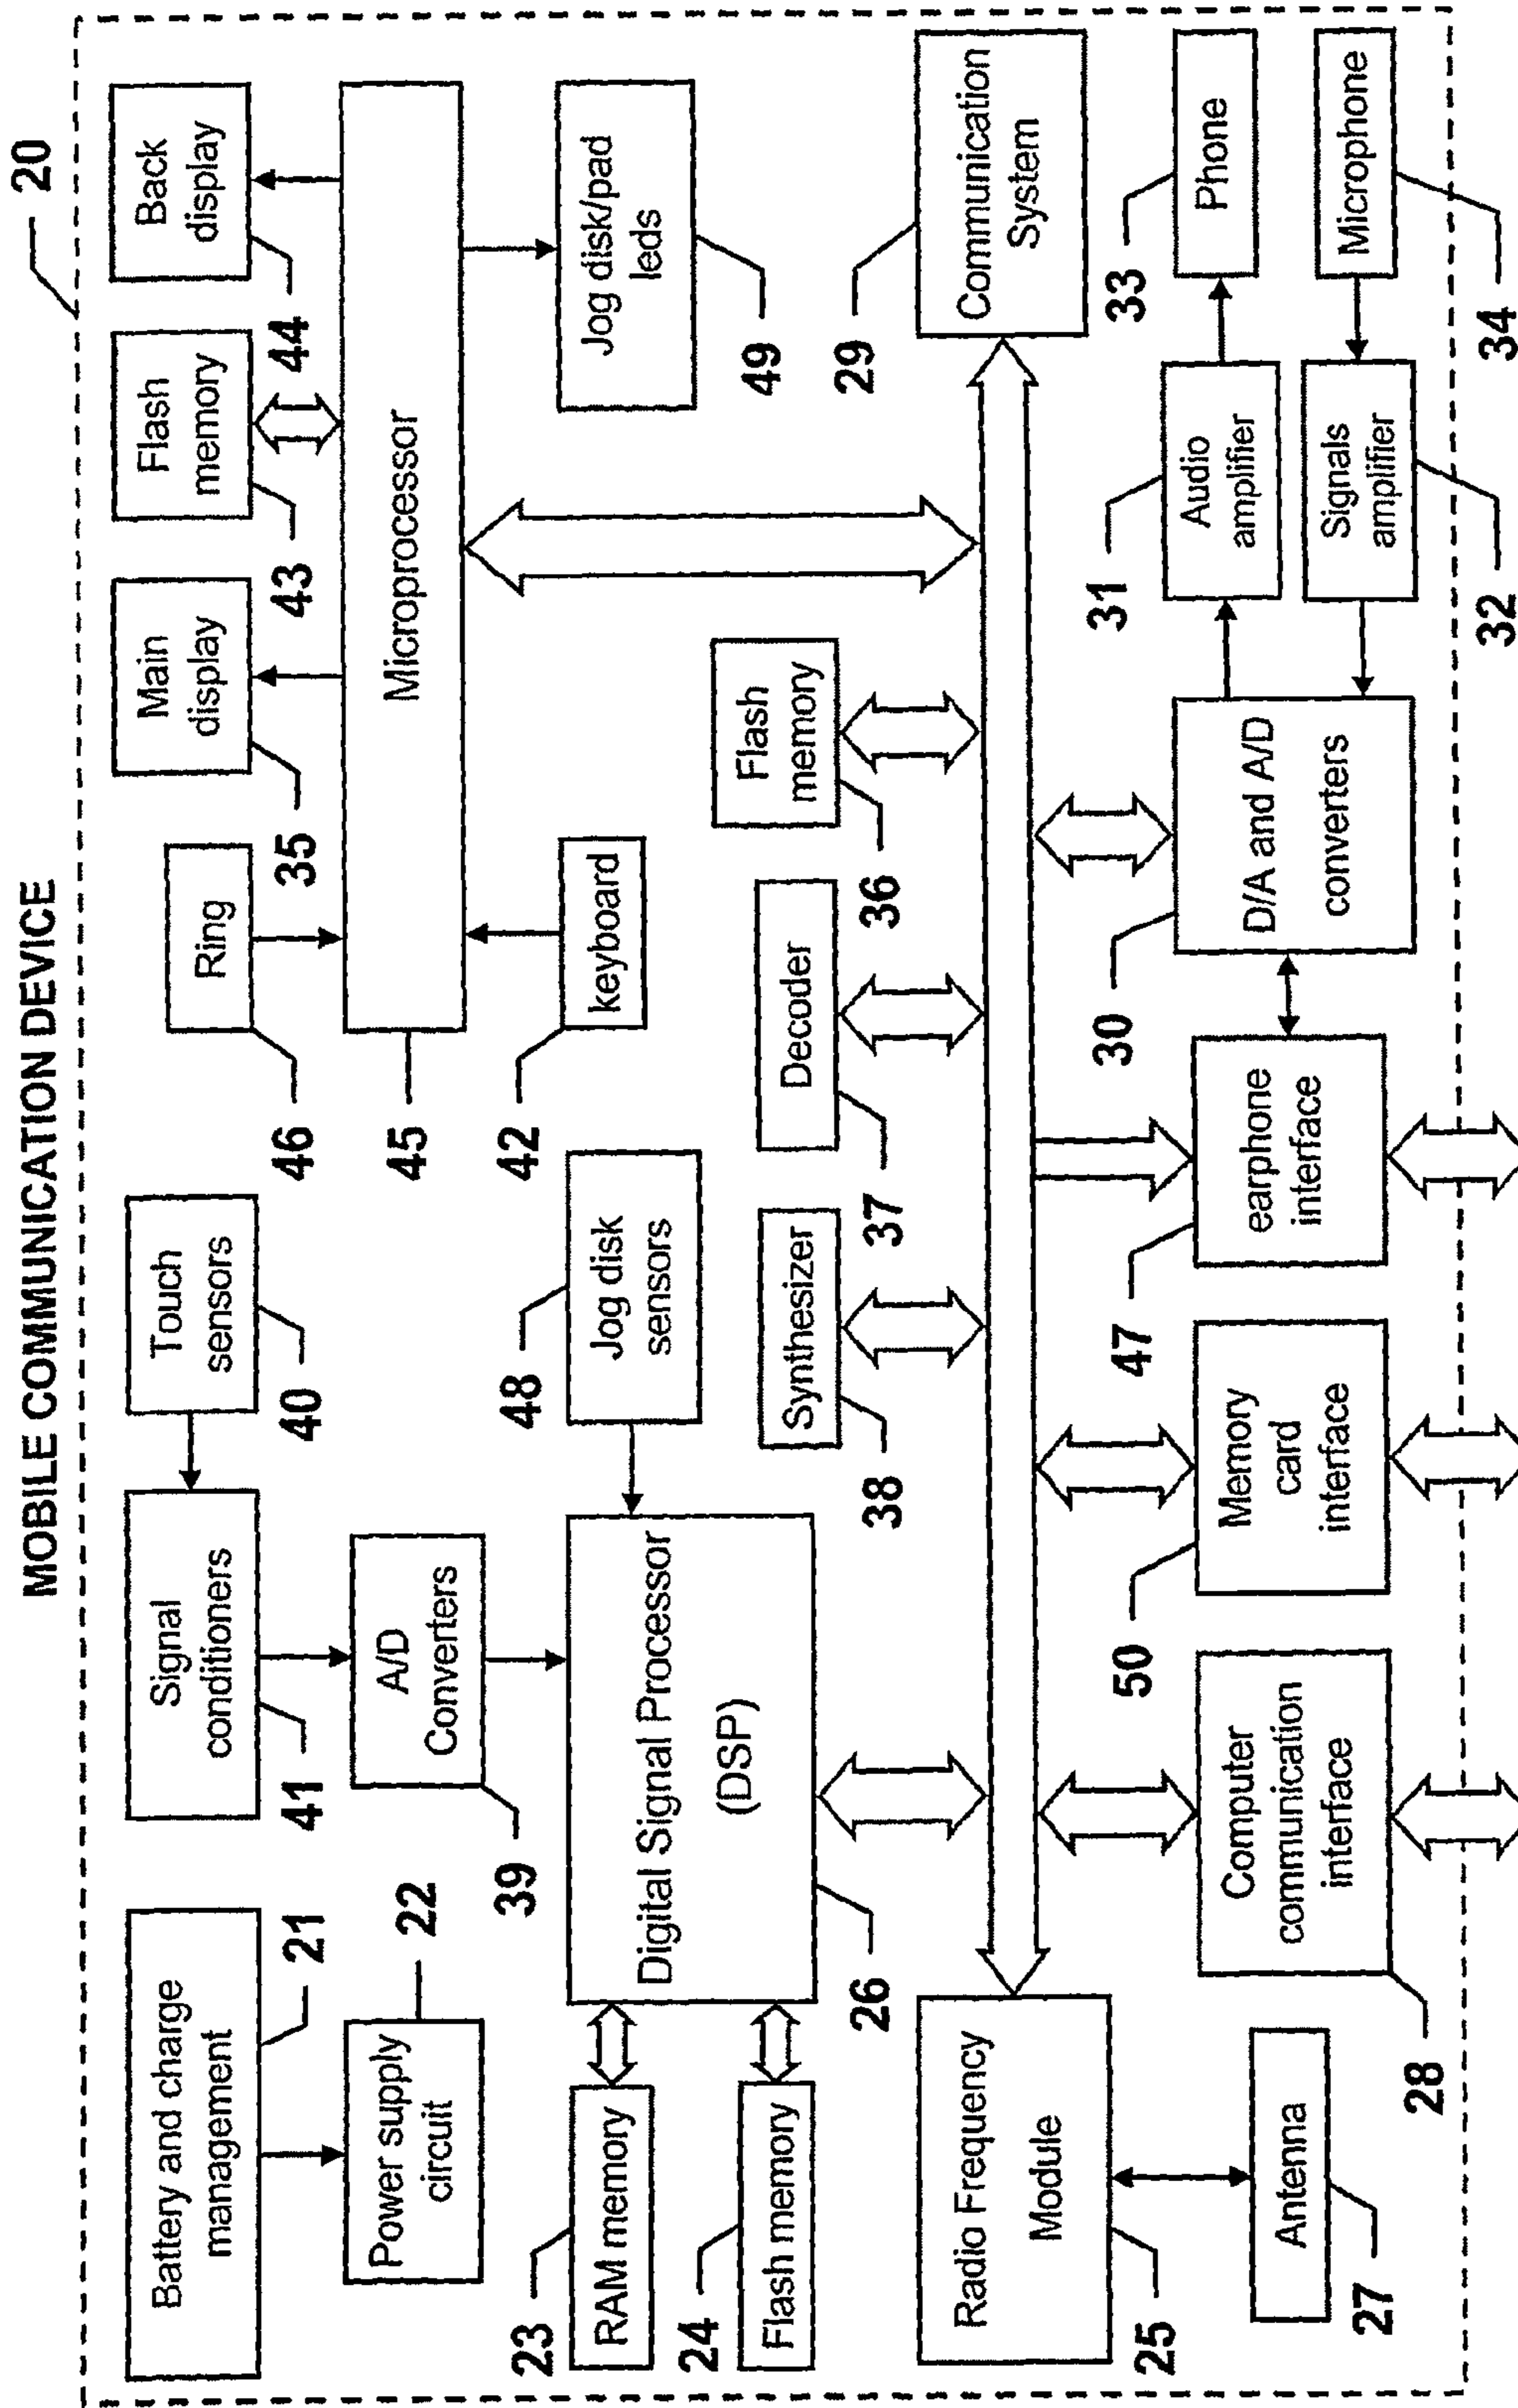 MOBILE COMMUNICATION DEVICE
20
Battery and charge
management
21
Power supply
circuit
22
Signal
conditioners
41
A/D
Converters
39
Touch
sensors
40
Jog disk
sensors
48
Ring
46
Main
display
35
Flash
memory
43
Back
display
44
Microprocessor
45
keyboard
42
Jog disk/pad
leds
49
RAM memory
23
Flash memory
24
Digital Signal Processor
(DSP)
26
Synthesizer
38
Decoder
37
Flash
memory
36
Communication
System
29
Radio Frequency
Module
25
Antenna
27
Computer
communication
interface
28
Memory
card
interface
50
earphone
interface
47
D/A and A/D
converters
30
Audio
amplifier
31
Signals
amplifier
32
Phone
33
Microphone
34